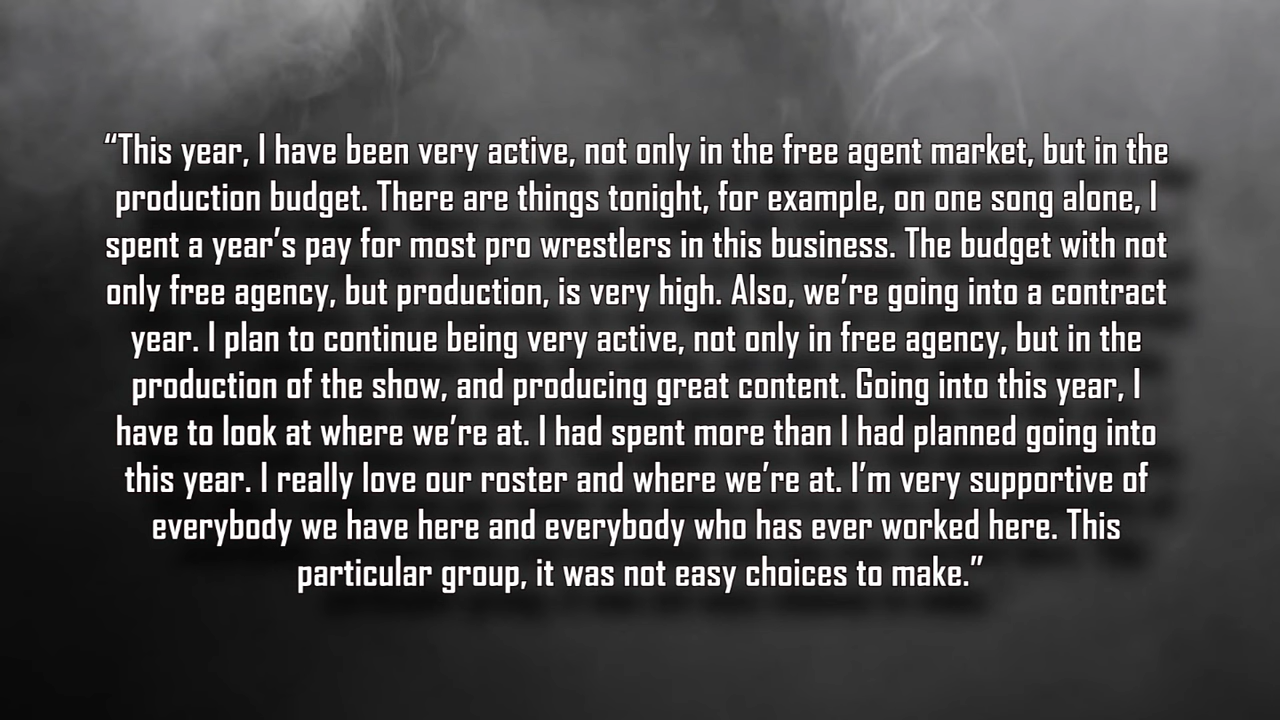 “This year, I have been very active, not only in the free agent market, but in the
production budget. There are things tonight, for example, on one song alone, I
spent a year’s pay for most pro wrestlers in this business. The budget with not
only free agency, but production, is very high. Also, we’re going into a contract
year. I plan to continue being very active, not only in free agency, but in the
production of the show, and producing great content. Going into this year, I
have to look at where we’re at. I had spent more than I had planned going into
this year. I really love our roster and where we’re at. I’m very supportive of
everybody we have here and everybody who has ever worked here. This
particular group, it was not easy choices to make.”